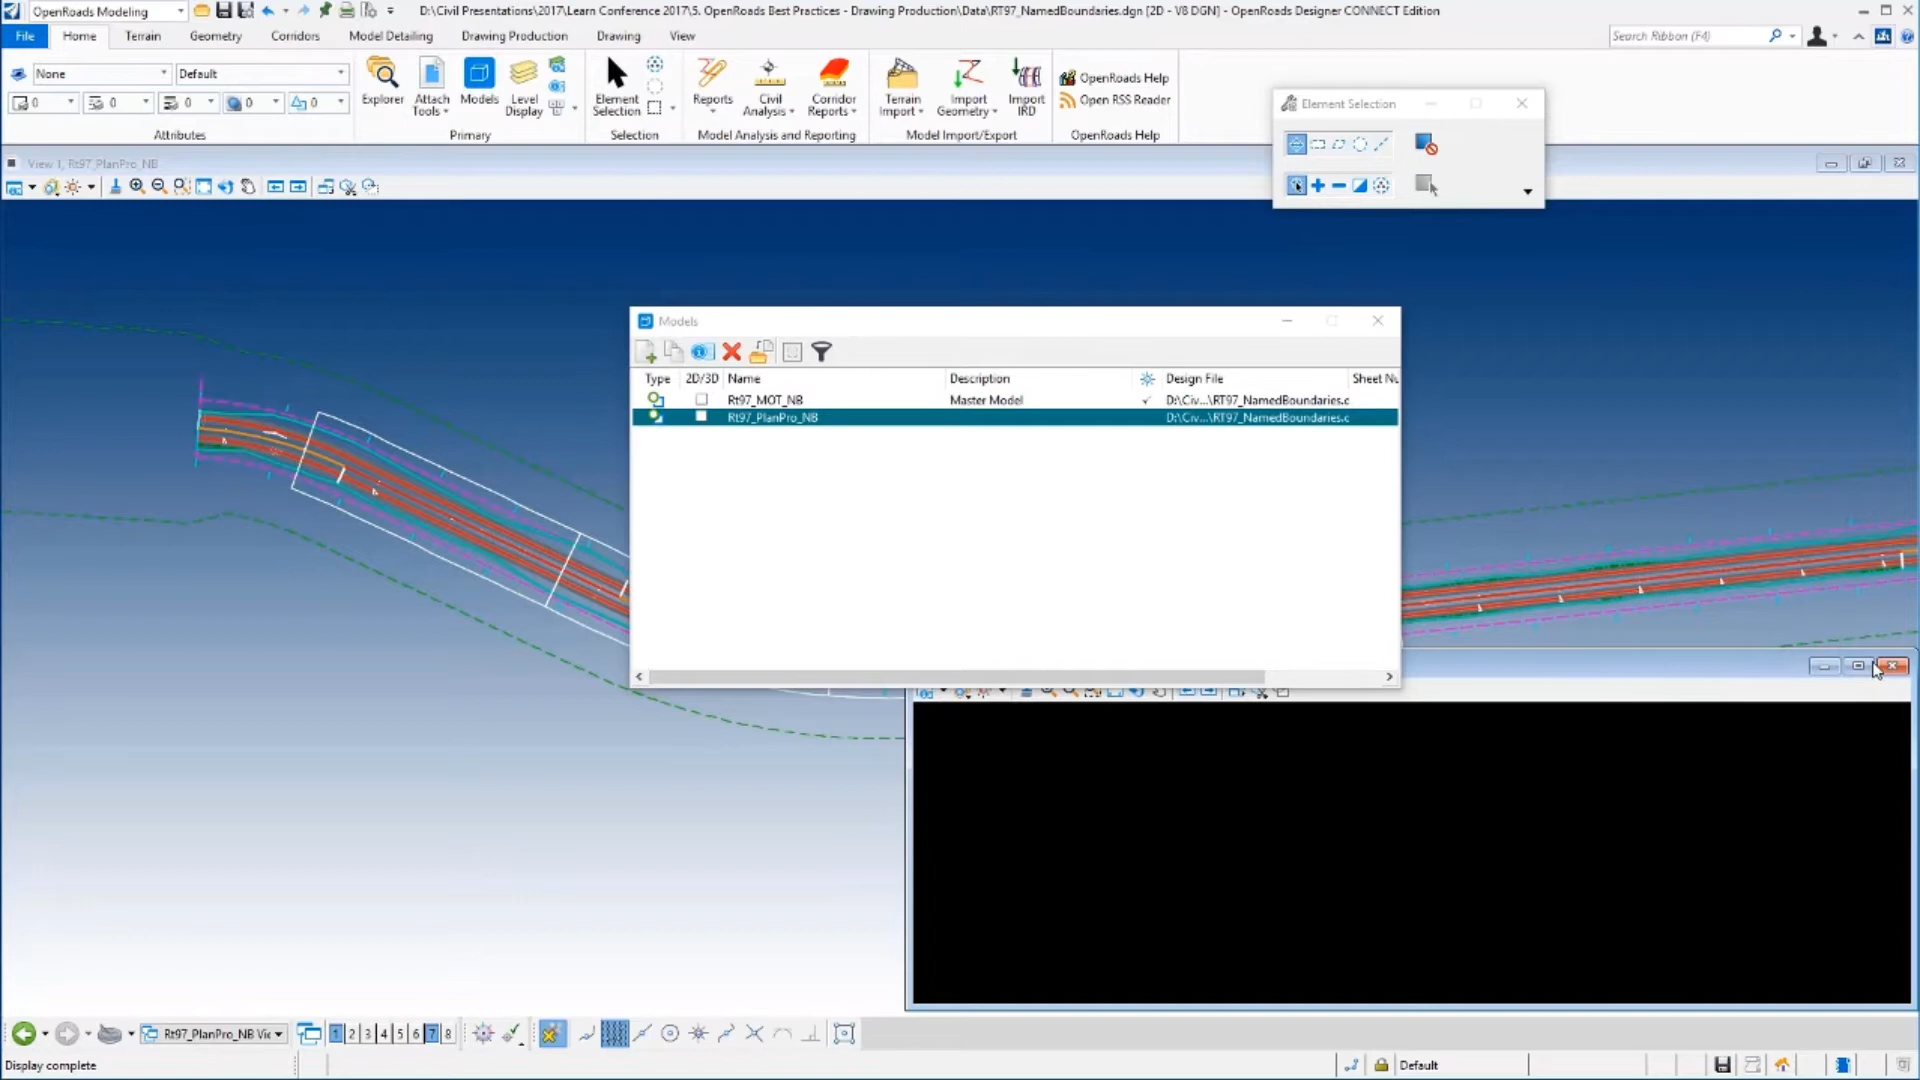 OpenRoads Modeling
D:\Civil Presentations\2017\Learn Conference 2017\5. OpenRoads Best Practices - Drawing Production\Data\RT97_NamedBoundaries.dgn [2D - V8 DGN] - OpenRoads Designer CONNECT Edition
File Home Terrain Geometry Corridors Model Detailing Drawing Production Drawing View
Search Ribbon (F4)
None Default
0 0 0 0 0
Attributes
Explorer
Attach Tools
Models
Level Display
Primary
Element Selection
Selection
Reports
Civil Analysis
Corridor Reports
Model Analysis and Reporting
Terrain Import
Import Geometry
Import IRD
Model Import/Export
OpenRoads Help
Open RSS Reader
OpenRoads Help
Element Selection
View 1, Rt97_PlanPro_NB
Models
Type 2D/3D Name Description Design File Sheet Nu
Rt97_MOT_NB Master Model D:\Civ...\RT97_NamedBoundaries.c
Rt97_PlanPro_NB D:\Civ...\RT97_NamedBoundaries.c
Rt97_PlanPro_NB Vie
1 2 3 4 5 6 7 8
Display complete
Default